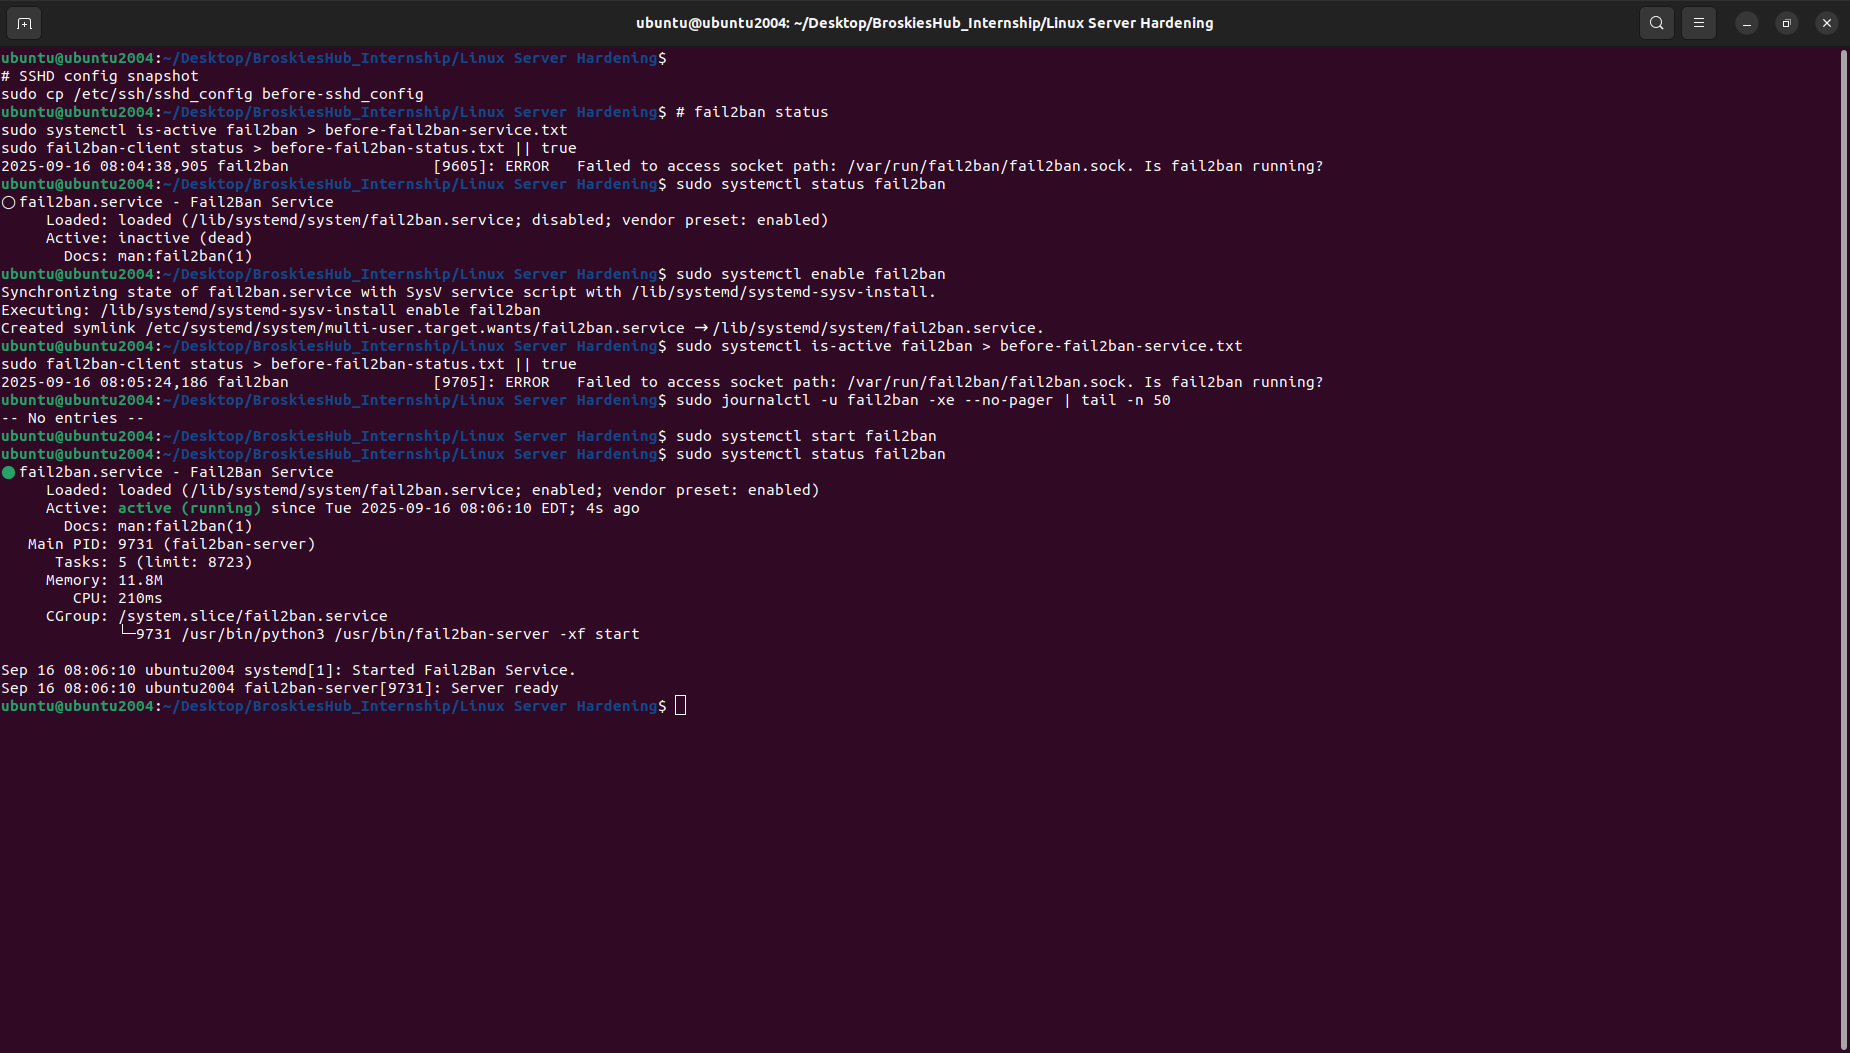 ubuntu@ubuntu2004: ~/Desktop/BroskiesHub_Internship/Linux Server Hardening
ubuntu@ubuntu2004:~/Desktop/BroskiesHub_Internship/Linux Server Hardening$
# SSHD config snapshot
sudo cp /etc/ssh/sshd_config before-sshd_config
ubuntu@ubuntu2004:~/Desktop/BroskiesHub_Internship/Linux Server Hardening$ # fail2ban status
sudo systemctl is-active fail2ban > before-fail2ban-service.txt
sudo fail2ban-client status > before-fail2ban-status.txt || true
2025-09-16 08:04:38,905 fail2ban                [9605]: ERROR   Failed to access socket path: /var/run/fail2ban/fail2ban.sock. Is fail2ban running?
ubuntu@ubuntu2004:~/Desktop/BroskiesHub_Internship/Linux Server Hardening$ sudo systemctl status fail2ban
○ fail2ban.service - Fail2Ban Service
     Loaded: loaded (/lib/systemd/system/fail2ban.service; disabled; vendor preset: enabled)
     Active: inactive (dead)
       Docs: man:fail2ban(1)
ubuntu@ubuntu2004:~/Desktop/BroskiesHub_Internship/Linux Server Hardening$ sudo systemctl enable fail2ban
Synchronizing state of fail2ban.service with SysV service script with /lib/systemd/systemd-sysv-install.
Executing: /lib/systemd/systemd-sysv-install enable fail2ban
Created symlink /etc/systemd/system/multi-user.target.wants/fail2ban.service → /lib/systemd/system/fail2ban.service.
ubuntu@ubuntu2004:~/Desktop/BroskiesHub_Internship/Linux Server Hardening$ sudo systemctl is-active fail2ban > before-fail2ban-service.txt
sudo fail2ban-client status > before-fail2ban-status.txt || true
2025-09-16 08:05:24,186 fail2ban                [9705]: ERROR   Failed to access socket path: /var/run/fail2ban/fail2ban.sock. Is fail2ban running?
ubuntu@ubuntu2004:~/Desktop/BroskiesHub_Internship/Linux Server Hardening$ sudo journalctl -u fail2ban -xe --no-pager | tail -n 50
-- No entries --
ubuntu@ubuntu2004:~/Desktop/BroskiesHub_Internship/Linux Server Hardening$ sudo systemctl start fail2ban
ubuntu@ubuntu2004:~/Desktop/BroskiesHub_Internship/Linux Server Hardening$ sudo systemctl status fail2ban
● fail2ban.service - Fail2Ban Service
     Loaded: loaded (/lib/systemd/system/fail2ban.service; enabled; vendor preset: enabled)
     Active: active (running) since Tue 2025-09-16 08:06:10 EDT; 4s ago
       Docs: man:fail2ban(1)
   Main PID: 9731 (fail2ban-server)
      Tasks: 5 (limit: 8723)
     Memory: 11.8M
        CPU: 210ms
     CGroup: /system.slice/fail2ban.service
             └─9731 /usr/bin/python3 /usr/bin/fail2ban-server -xf start
Sep 16 08:06:10 ubuntu2004 systemd[1]: Started Fail2Ban Service.
Sep 16 08:06:10 ubuntu2004 fail2ban-server[9731]: Server ready
ubuntu@ubuntu2004:~/Desktop/BroskiesHub_Internship/Linux Server Hardening$